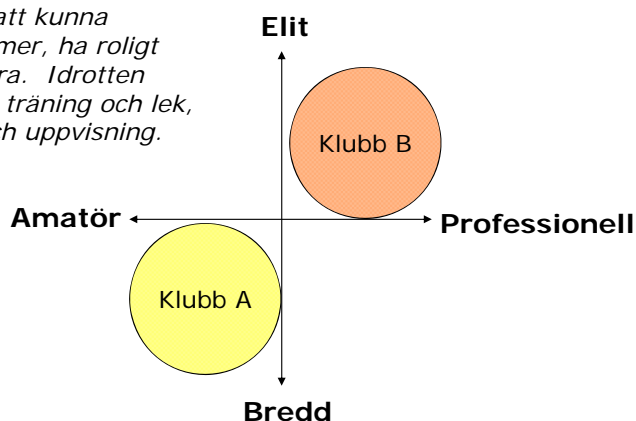 att kunna
mer, ha roligt
ra. Idrotten
träning och lek,
ch uppvisning.
Elit
Klubb B
Amatör
Professionell
Klubb A
Bredd